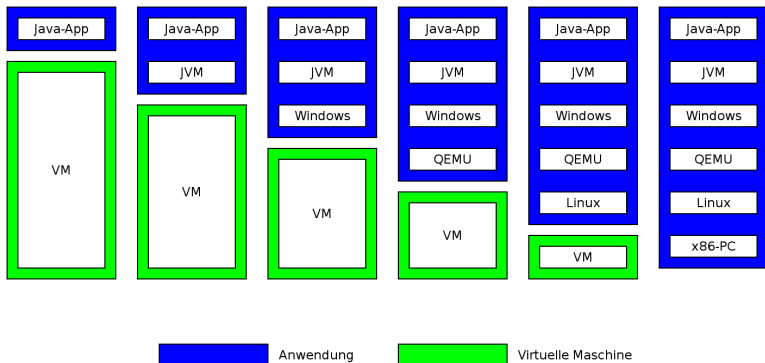 Java-App Java-App Java-App Java-App Java-App Java-App
JVM JVM JVM JVM JVM
Windows Windows Windows Windows
VM
QEMU QEMU QEMU
VM
Linux Linux
VM
VM
x86-PC
VM
Anwendung Virtuelle Maschine